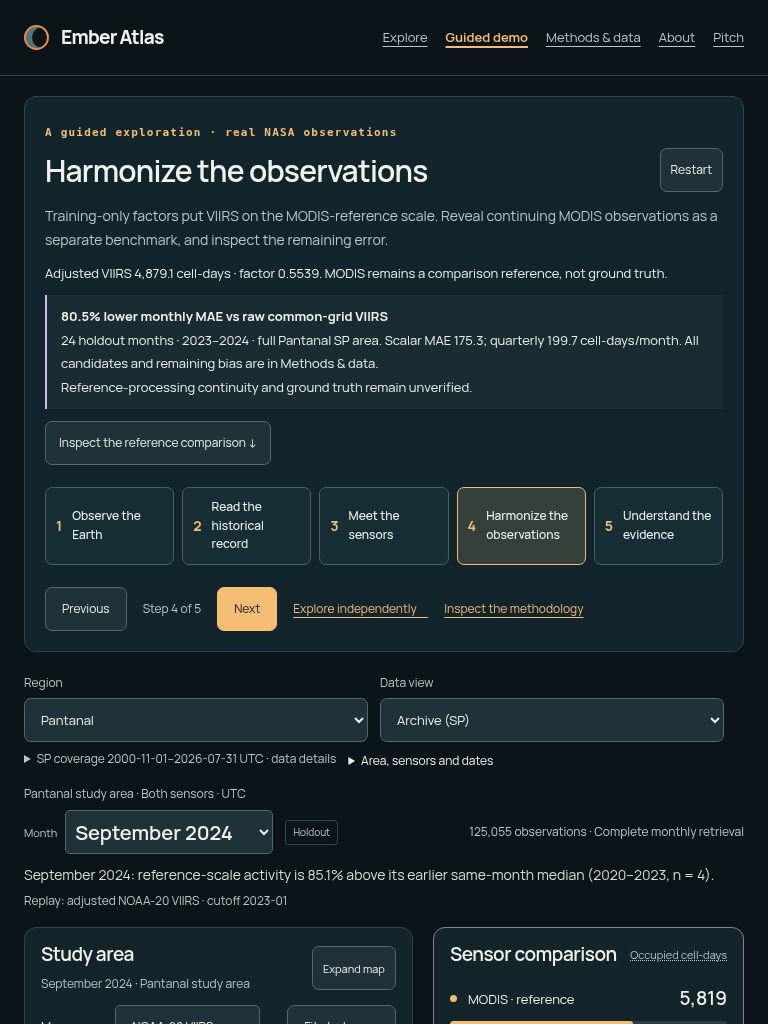 Ember Atlas
Explore Guided demo Methods & data About Pitch
A guided exploration · real NASA observations
Harmonize the observations
Restart
Training-only factors put VIIRS on the MODIS-reference scale. Reveal continuing MODIS observations as a
separate benchmark, and inspect the remaining error.
Adjusted VIIRS 4,879.1 cell-days · factor 0.5539. MODIS remains a comparison reference, not ground truth.
80.5% lower monthly MAE vs raw common-grid VIIRS
24 holdout months · 2023–2024 · full Pantanal SP area. Scalar MAE 175.3; quarterly 199.7 cell-days/month. All
candidates and remaining bias are in Methods & data.
Reference-processing continuity and ground truth remain unverified.
Inspect the reference comparison ↓
1 Observe the
Earth
2 Read the
historical
record
3 Meet the
sensors
4 Harmonize the
observations
5 Understand the
evidence
Previous Step 4 of 5 Next Explore independently Inspect the methodology
Region
Pantanal
Data view
Archive (SP)
SP coverage 2000-11-01–2026-07-31 UTC · data details
Area, sensors and dates
Pantanal study area · Both sensors · UTC
Month September 2024 Holdout 125,055 observations · Complete monthly retrieval
September 2024: reference-scale activity is 85.1% above its earlier same-month median (2020–2023, n = 4).
Replay: adjusted NOAA-20 VIIRS · cutoff 2023-01
Study area
September 2024 · Pantanal study area
Expand map
Sensor comparison Occupied cell-days
MODIS · reference 5,819